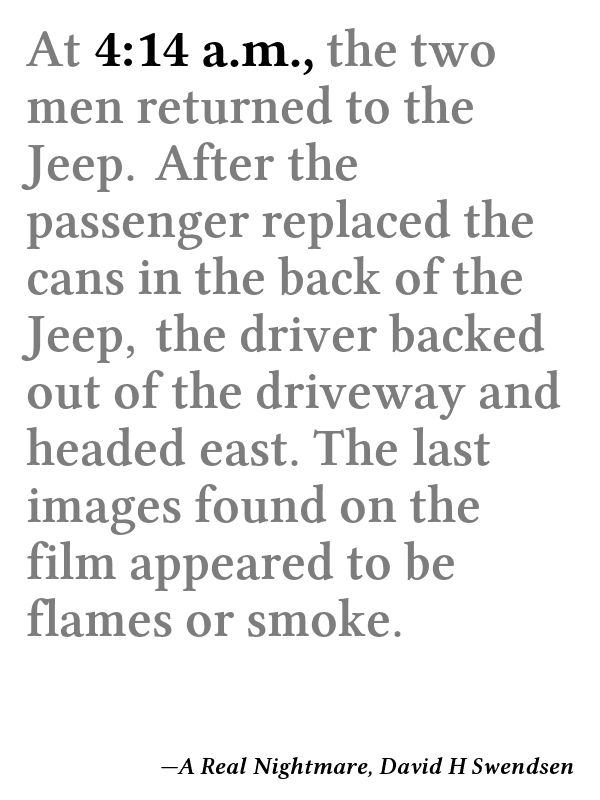 At 4:14 a.m., the two
men returned to the
Jeep. After the
passenger replaced the
cans in the back of the
Jeep, the driver backed
out of the driveway and
headed east. The last
images found on the
film appeared to be
flames or smoke.
—A Real Nightmare, David H Swendsen